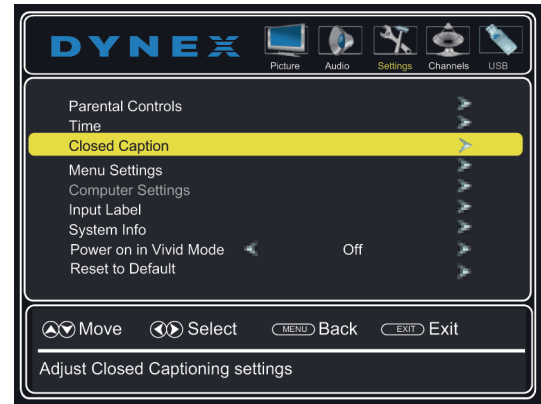 DYNEX
Picture Audio Settings Channels USB
Parental Controls
Time
Closed Caption
Menu Settings
Computer Settings
Input Label
System Info
Power on in Vivid Mode Off
Reset to Default
Move Select MENU Back EXIT Exit
Adjust Closed Captioning settings